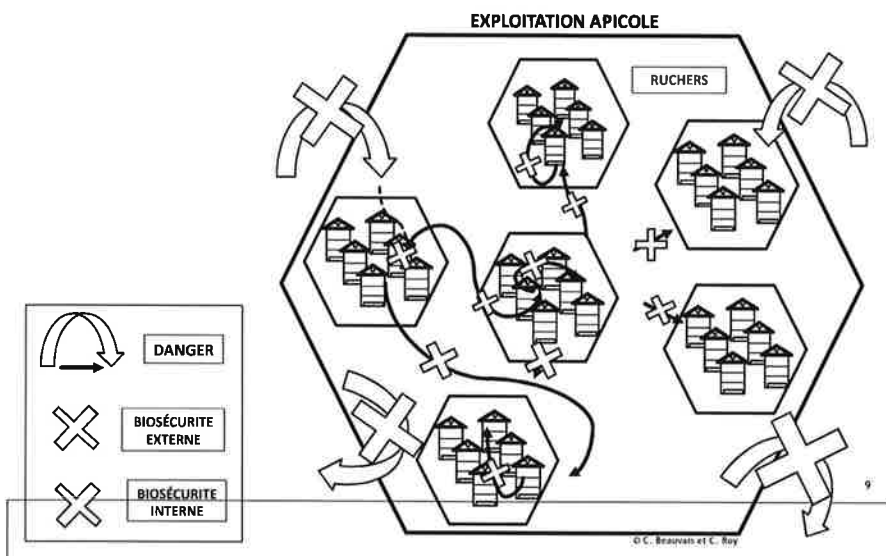 EXPLOITATION APICOLE
RUCHERS
DANGER
BIOSÉCURITE
EXTERNE
BIOSÉCURITE
INTERNE
9
© C. Beauvais et C. Roy